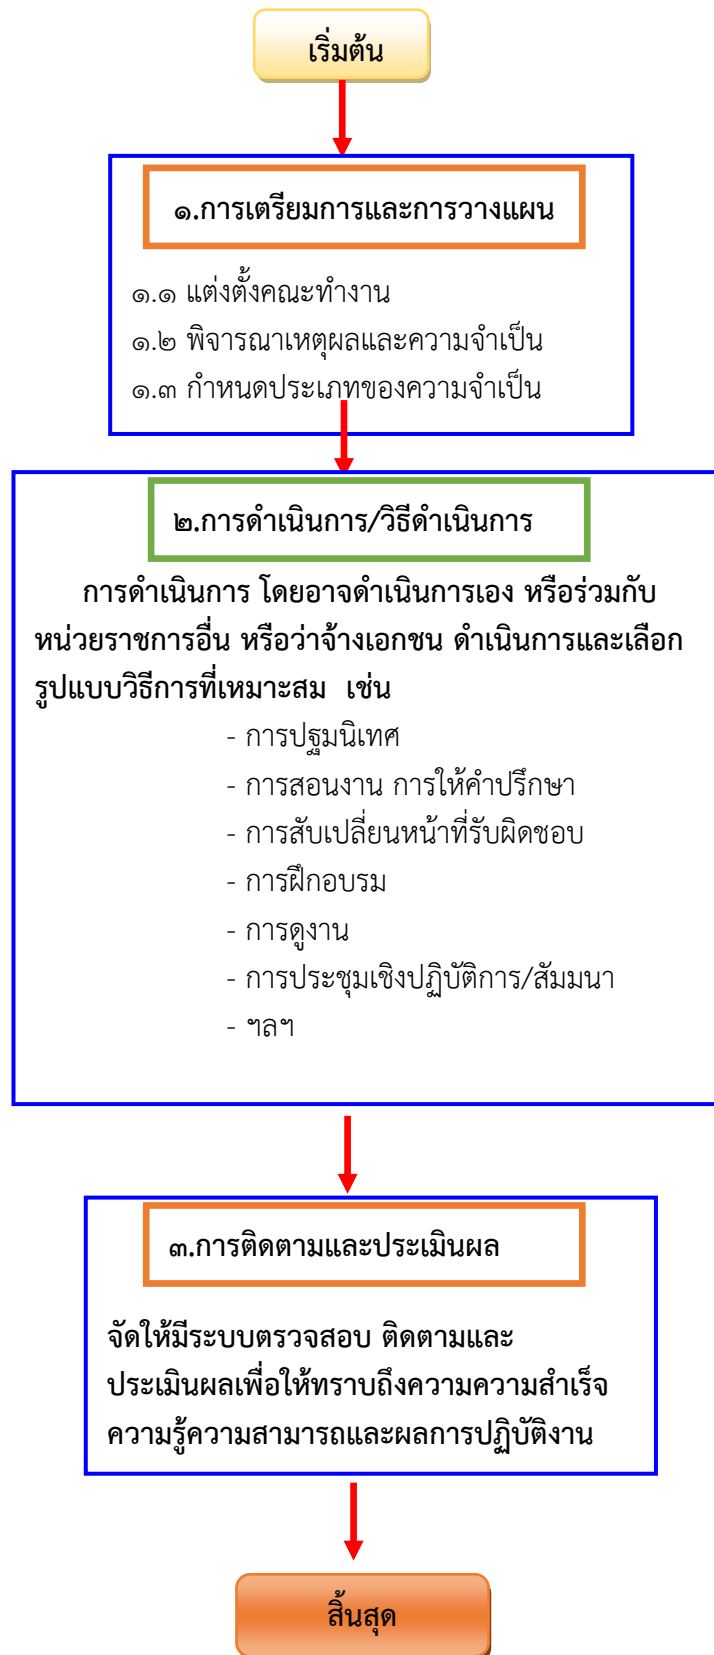 เริ่มต้น
๑.การเตรียมการและการวางแผน
๑.๑ แต่งตั้งคณะทำงาน
๑.๒ พิจารณาเหตุผลและความจำเป็น
๑.๓ กำหนดประเภทของความจำเป็น
๒.การดำเนินการ/วิธีดำเนินการ
การดำเนินการ โดยอาจดำเนินการเอง หรือร่วมกับ
หน่วยราชการอื่น หรือว่าจ้างเอกชน ดำเนินการและเลือก
รูปแบบวิธีการที่เหมาะสม เช่น
- การปฐมนิเทศ
- การสอนงาน การให้คำปรึกษา
- การสับเปลี่ยนหน้าที่รับผิดชอบ
- การฝึกอบรม
- การดูงาน
- การประชุมเชิงปฏิบัติการ/สัมมนา
- ฯลฯ
๓.การติดตามและประเมินผล
จัดให้มีระบบตรวจสอบ ติดตามและ
ประเมินผลเพื่อให้ทราบถึงความความสำเร็จ
ความรู้ความสามารถและผลการปฏิบัติงาน
สิ้นสุด